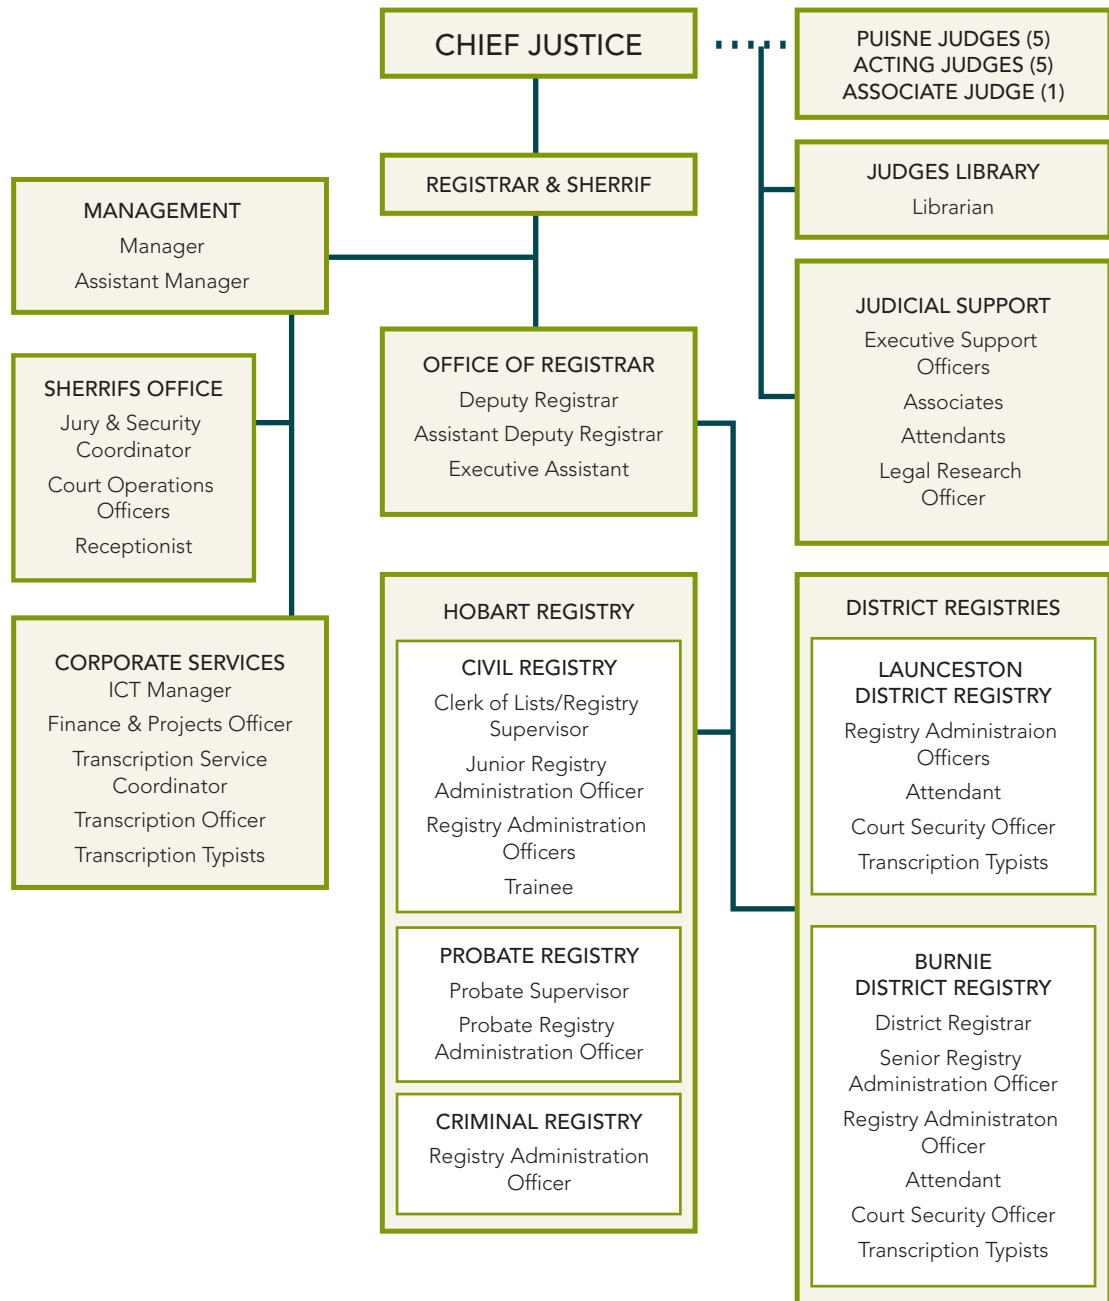 CHIEF JUSTICE
PUISNE JUDGES (5)
ACTING JUDGES (5)
ASSOCIATE JUDGE (1)
REGISTRAR & SHERRIF
JUDGES LIBRARY
Librarian
MANAGEMENT
Manager
Assistant Manager
JUDICIAL SUPPORT
Executive Support
Officers
Associates
Attendants
Legal Research
Officer
OFFICE OF REGISTRAR
Deputy Registrar
Assistant Deputy Registrar
Executive Assistant
SHERRIFS OFFICE
Jury & Security
Coordinator
Court Operations
Officers
Receptionist
CORPORATE SERVICES
ICT Manager
Finance & Projects Officer
Transcription Service
Coordinator
Transcription Officer
Transcription Typists
HOBART REGISTRY
CIVIL REGISTRY
Clerk of Lists/Registry
Supervisor
Junior Registry
Administration Officer
Registry Administration
Officers
Trainee
PROBATE REGISTRY
Probate Supervisor
Probate Registry
Administration Officer
CRIMINAL REGISTRY
Registry Administration
Officer
DISTRICT REGISTRIES
LAUNCESTON
DISTRICT REGISTRY
Registry Administraion
Officers
Attendant
Court Security Officer
Transcription Typists
BURNIE
DISTRICT REGISTRY
District Registrar
Senior Registry
Administration Officer
Registry Administraton
Officer
Attendant
Court Security Officer
Transcription Typists